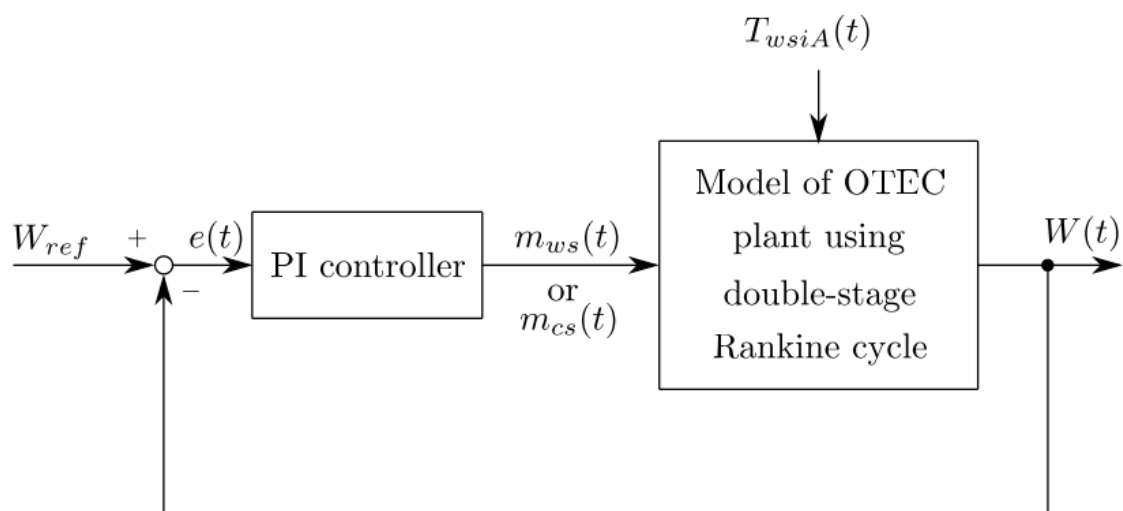 T_{wsiA}(t)
Model of OTEC
plant using
double-stage
Rankine cycle
W_{ref}
+
−
e(t)
PI controller
m_{ws}(t)
or
m_{cs}(t)
W(t)